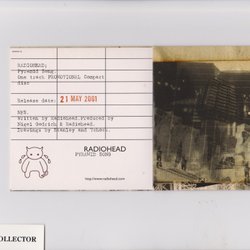 RADIOHEAD;
Pyramid Song
One track PROMOTIONAL Compact
disc
Release date: 21 MAY 2001
Written by Radiohead.Produced by
Nigel Godrich & Radiohead.
Drawings by Stanley and Tchock.
RADIOHEAD
PYRAMID SONG
http://www.radiohead.com
COLLECTOR